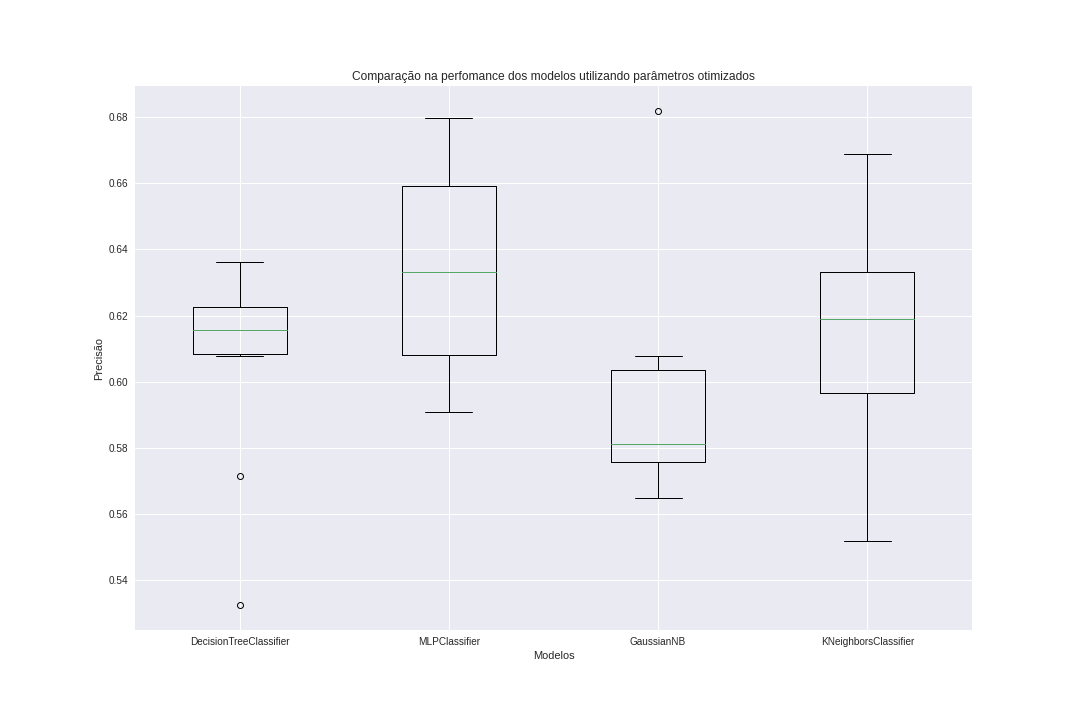 Comparação na perfomance dos modelos utilizando parâmetros otimizados
0.68
0.66
0.64
0.62
0.60
0.58
0.56
0.54
Precisão
DecisionTreeClassifier
MLPClassifier
GaussianNB
KNeighborsClassifier
Modelos